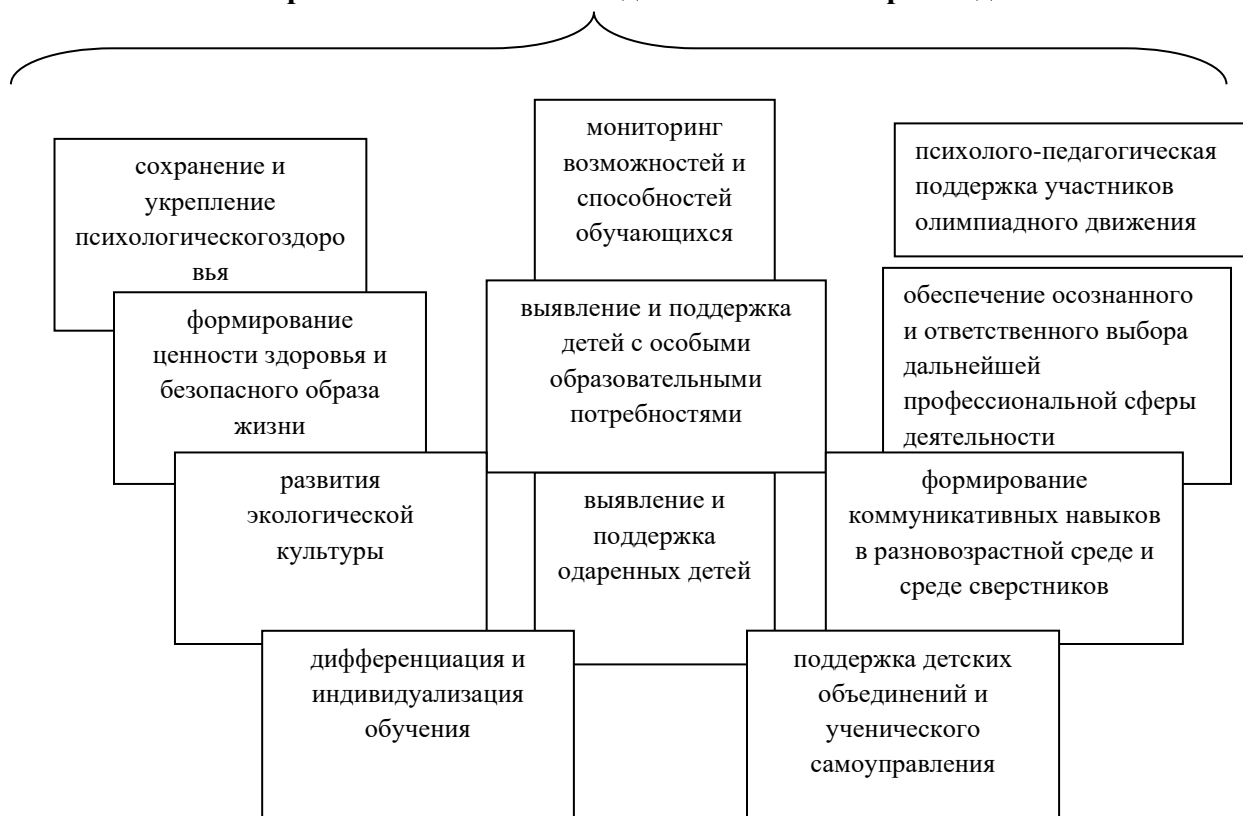 сохранение и
укрепление
психологическогоздоро
вья
формирование
ценности здоровья и
безопасного образа
жизни
развития
экологической
культуры
дифференциация и
индивидуализация
обучения
мониторинг
возможностей и
способностей
обучающихся
выявление и поддержка
детей с особыми
образовательными
потребностями
выявление и
поддержка
одаренных детей
психолого-педагогическая
поддержка участников
олимпиадного движения
обеспечение осознанного
и ответственного выбора
дальнейшей
профессиональной сферы
деятельности
формирование
коммуникативных навыков
в разновозрастной среде и
среде сверстников
поддержка детских
объединений и
ученического
самоуправления